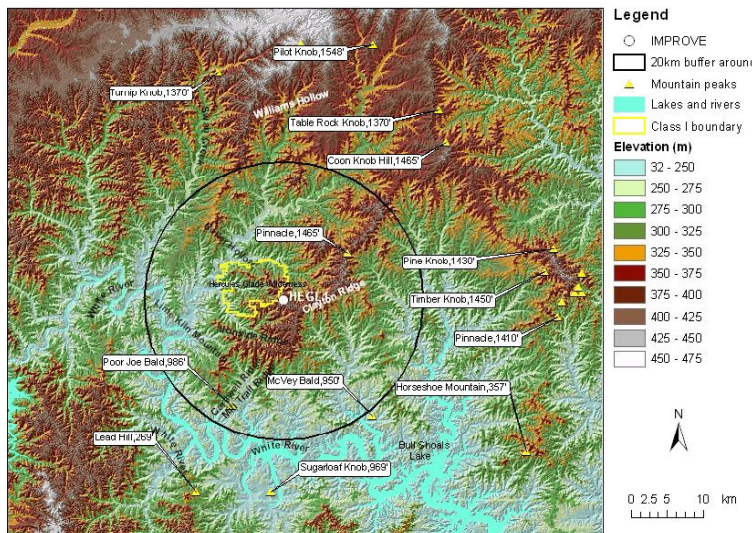 Pilot Knob,1548'
Turnip Knob,1370'
Williams Hollow
Table Rock Knob,1370'
Coon Knob Hill,1465'
Pinnacle,1465'
Pine Knob,1430'
Hercules Glade Wilderness
HEGL
Clayton Ridge
Timber Knob,1450'
White River
Pinnacle,1410'
Poor Joe Bald,986'
McVey Bald,950'
Horseshoe Mountain,357'
Lead Hill,269'
White River
White River
Bull Shoals
Lake
Sugarloaf Knob,969'
Legend
IMPROVE
20km buffer around
Mountain peaks
Lakes and rivers
Class I boundary
Elevation (m)
32 - 250
250 - 275
275 - 300
300 - 325
325 - 350
350 - 375
375 - 400
400 - 425
425 - 450
450 - 475
N
0 2.5 5 10
km